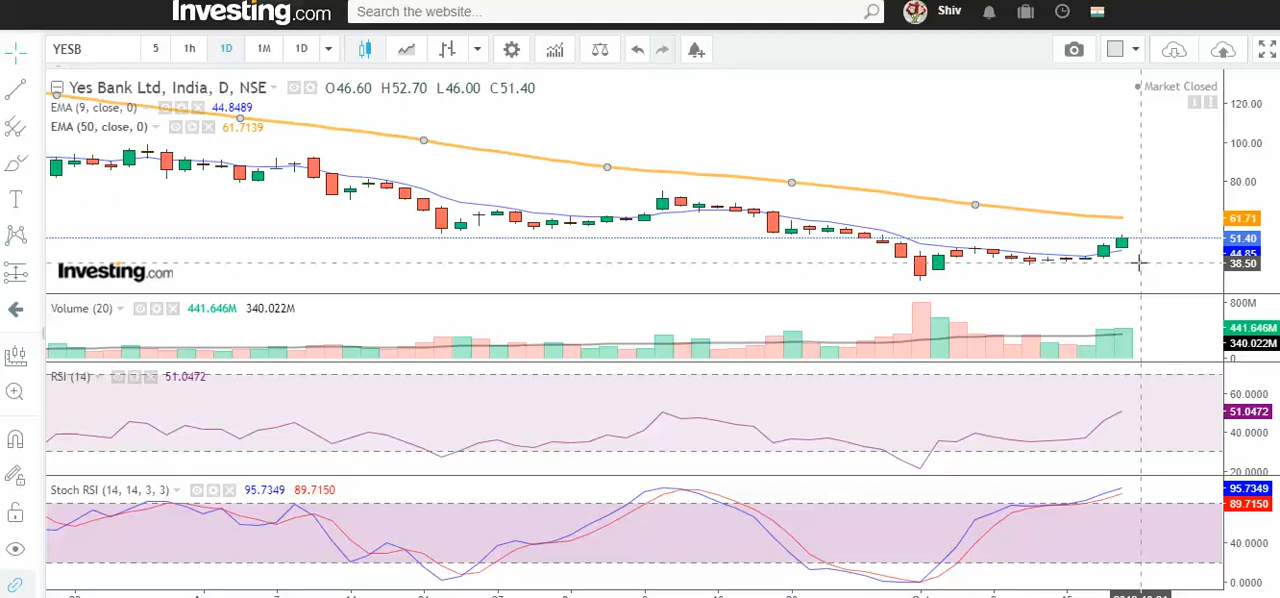 Investing.com
Search the website...
Shiv
YESB
5
1h
1D
1M
1D
Yes Bank Ltd, India, D, NSE
O46.60 H52.70 L46.00 C51.40
Market Closed
EMA (9, close, 0) 44.8489
EMA (50, close, 0) 61.7139
120.00
100.00
80.00
61.71
51.40
44.85
38.50
Investing.com
Volume (20) 441.646M 340.022M
800M
441.646M
340.022M
0
RSI (14) 51.0472
60.0000
51.0472
40.0000
20.0000
Stoch RSI (14, 14, 3, 3) 95.7349 89.7150
95.7349
89.7150
40.0000
0.0000